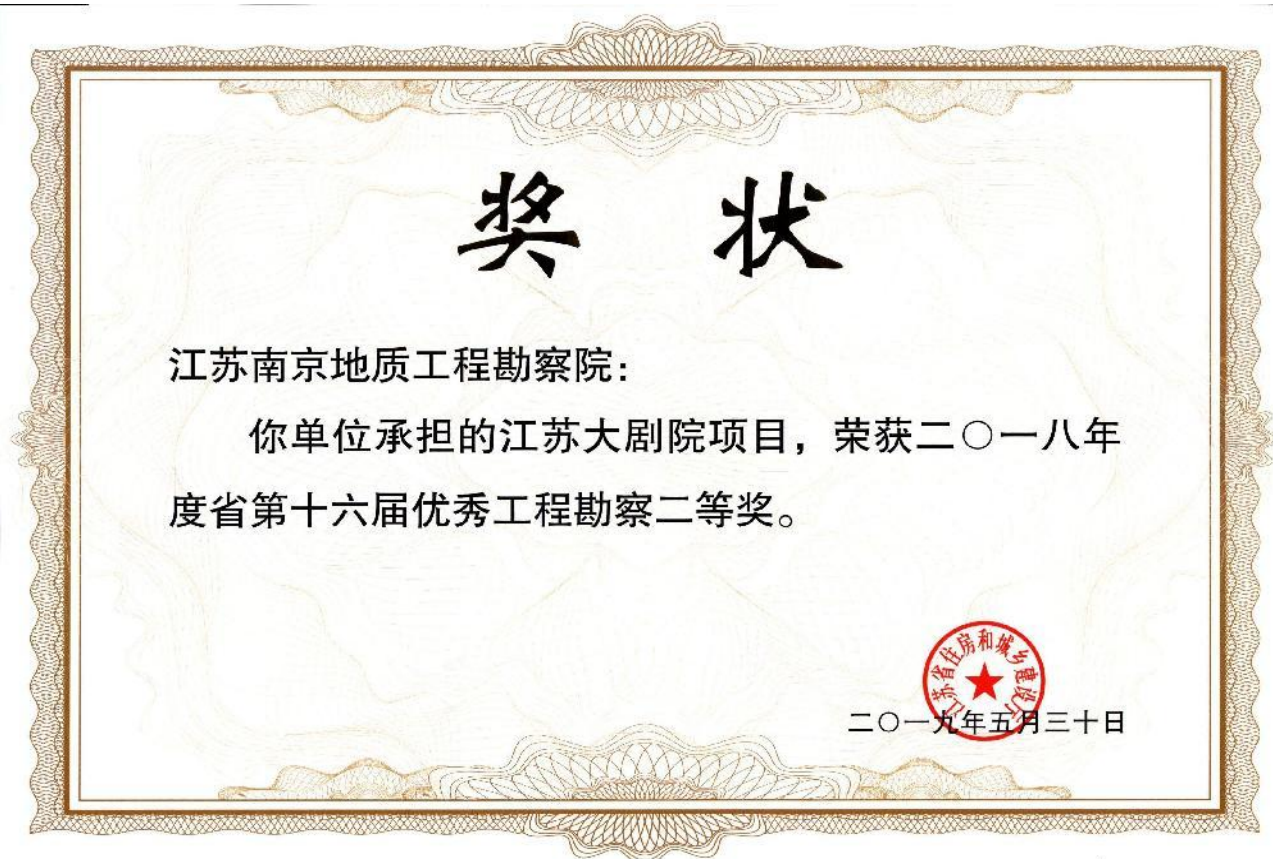 奖 状
江苏南京地质工程勘察院：
你单位承担的江苏大剧院项目，荣获二〇一八年
度省第十六届优秀工程勘察二等奖。
江苏省住房和城乡建设厅
二〇一九年五月三十日